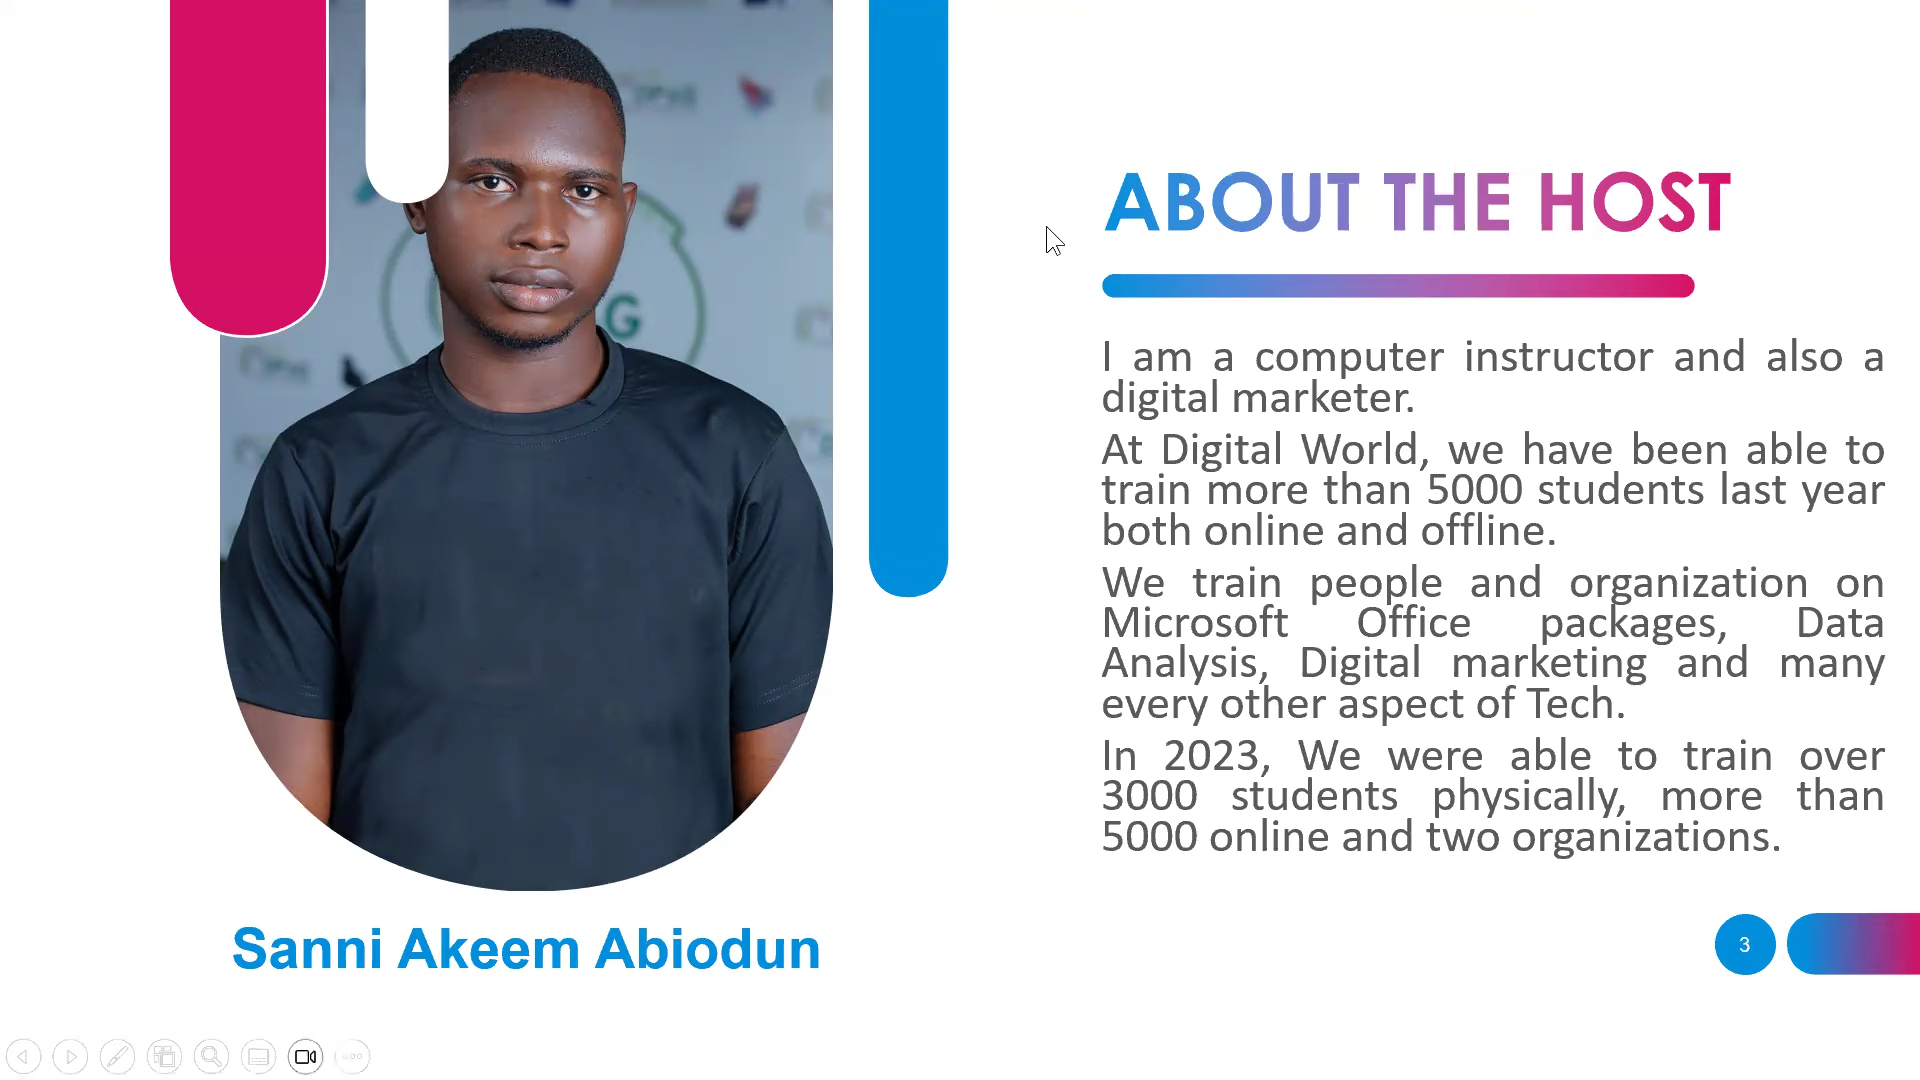 ABOUT THE HOST
I am a computer instructor and also a
digital marketer.
At Digital World, we have been able to
train more than 5000 students last year
both online and offline.
We train people and organization on
Microsoft Office packages, Data
Analysis, Digital marketing and many
every other aspect of Tech.
In 2023, We were able to train over
3000 students physically, more than
5000 online and two organizations.
Sanni Akeem Abiodun
3